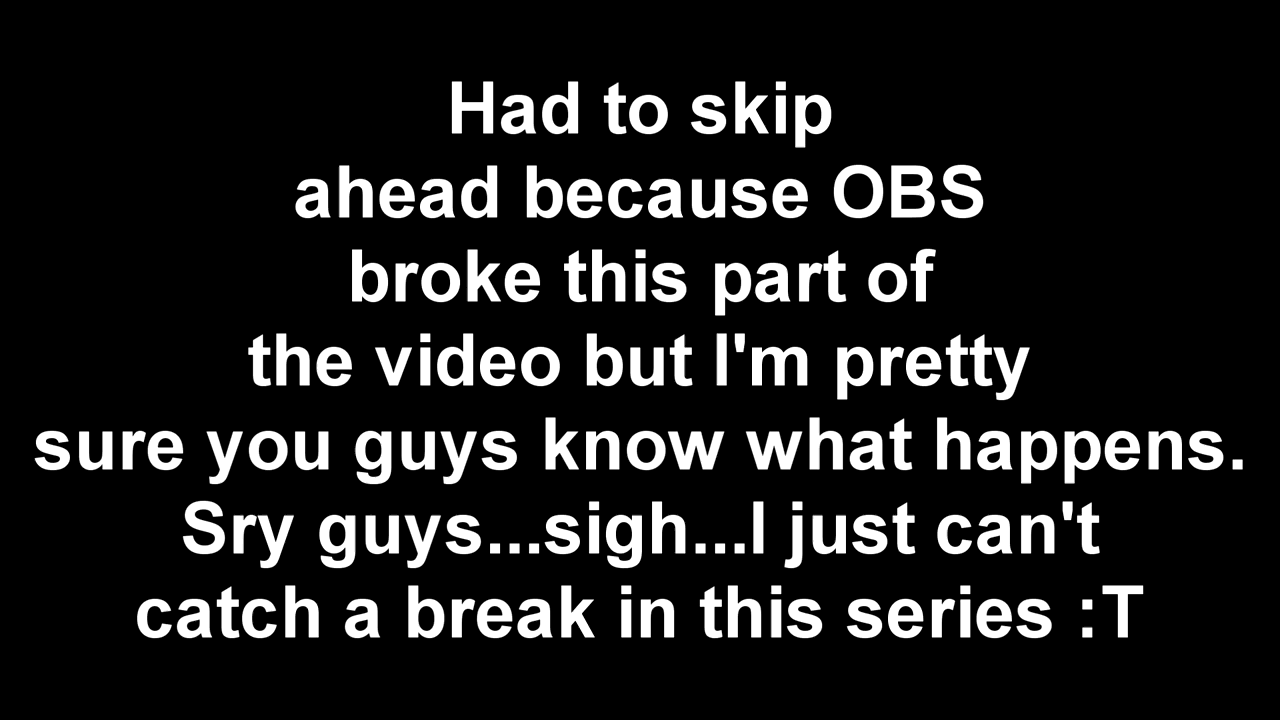 Had to skip
ahead because OBS
broke this part of
the video but I'm pretty
sure you guys know what happens.
Sry guys...sigh...I just can't
catch a break in this series :T